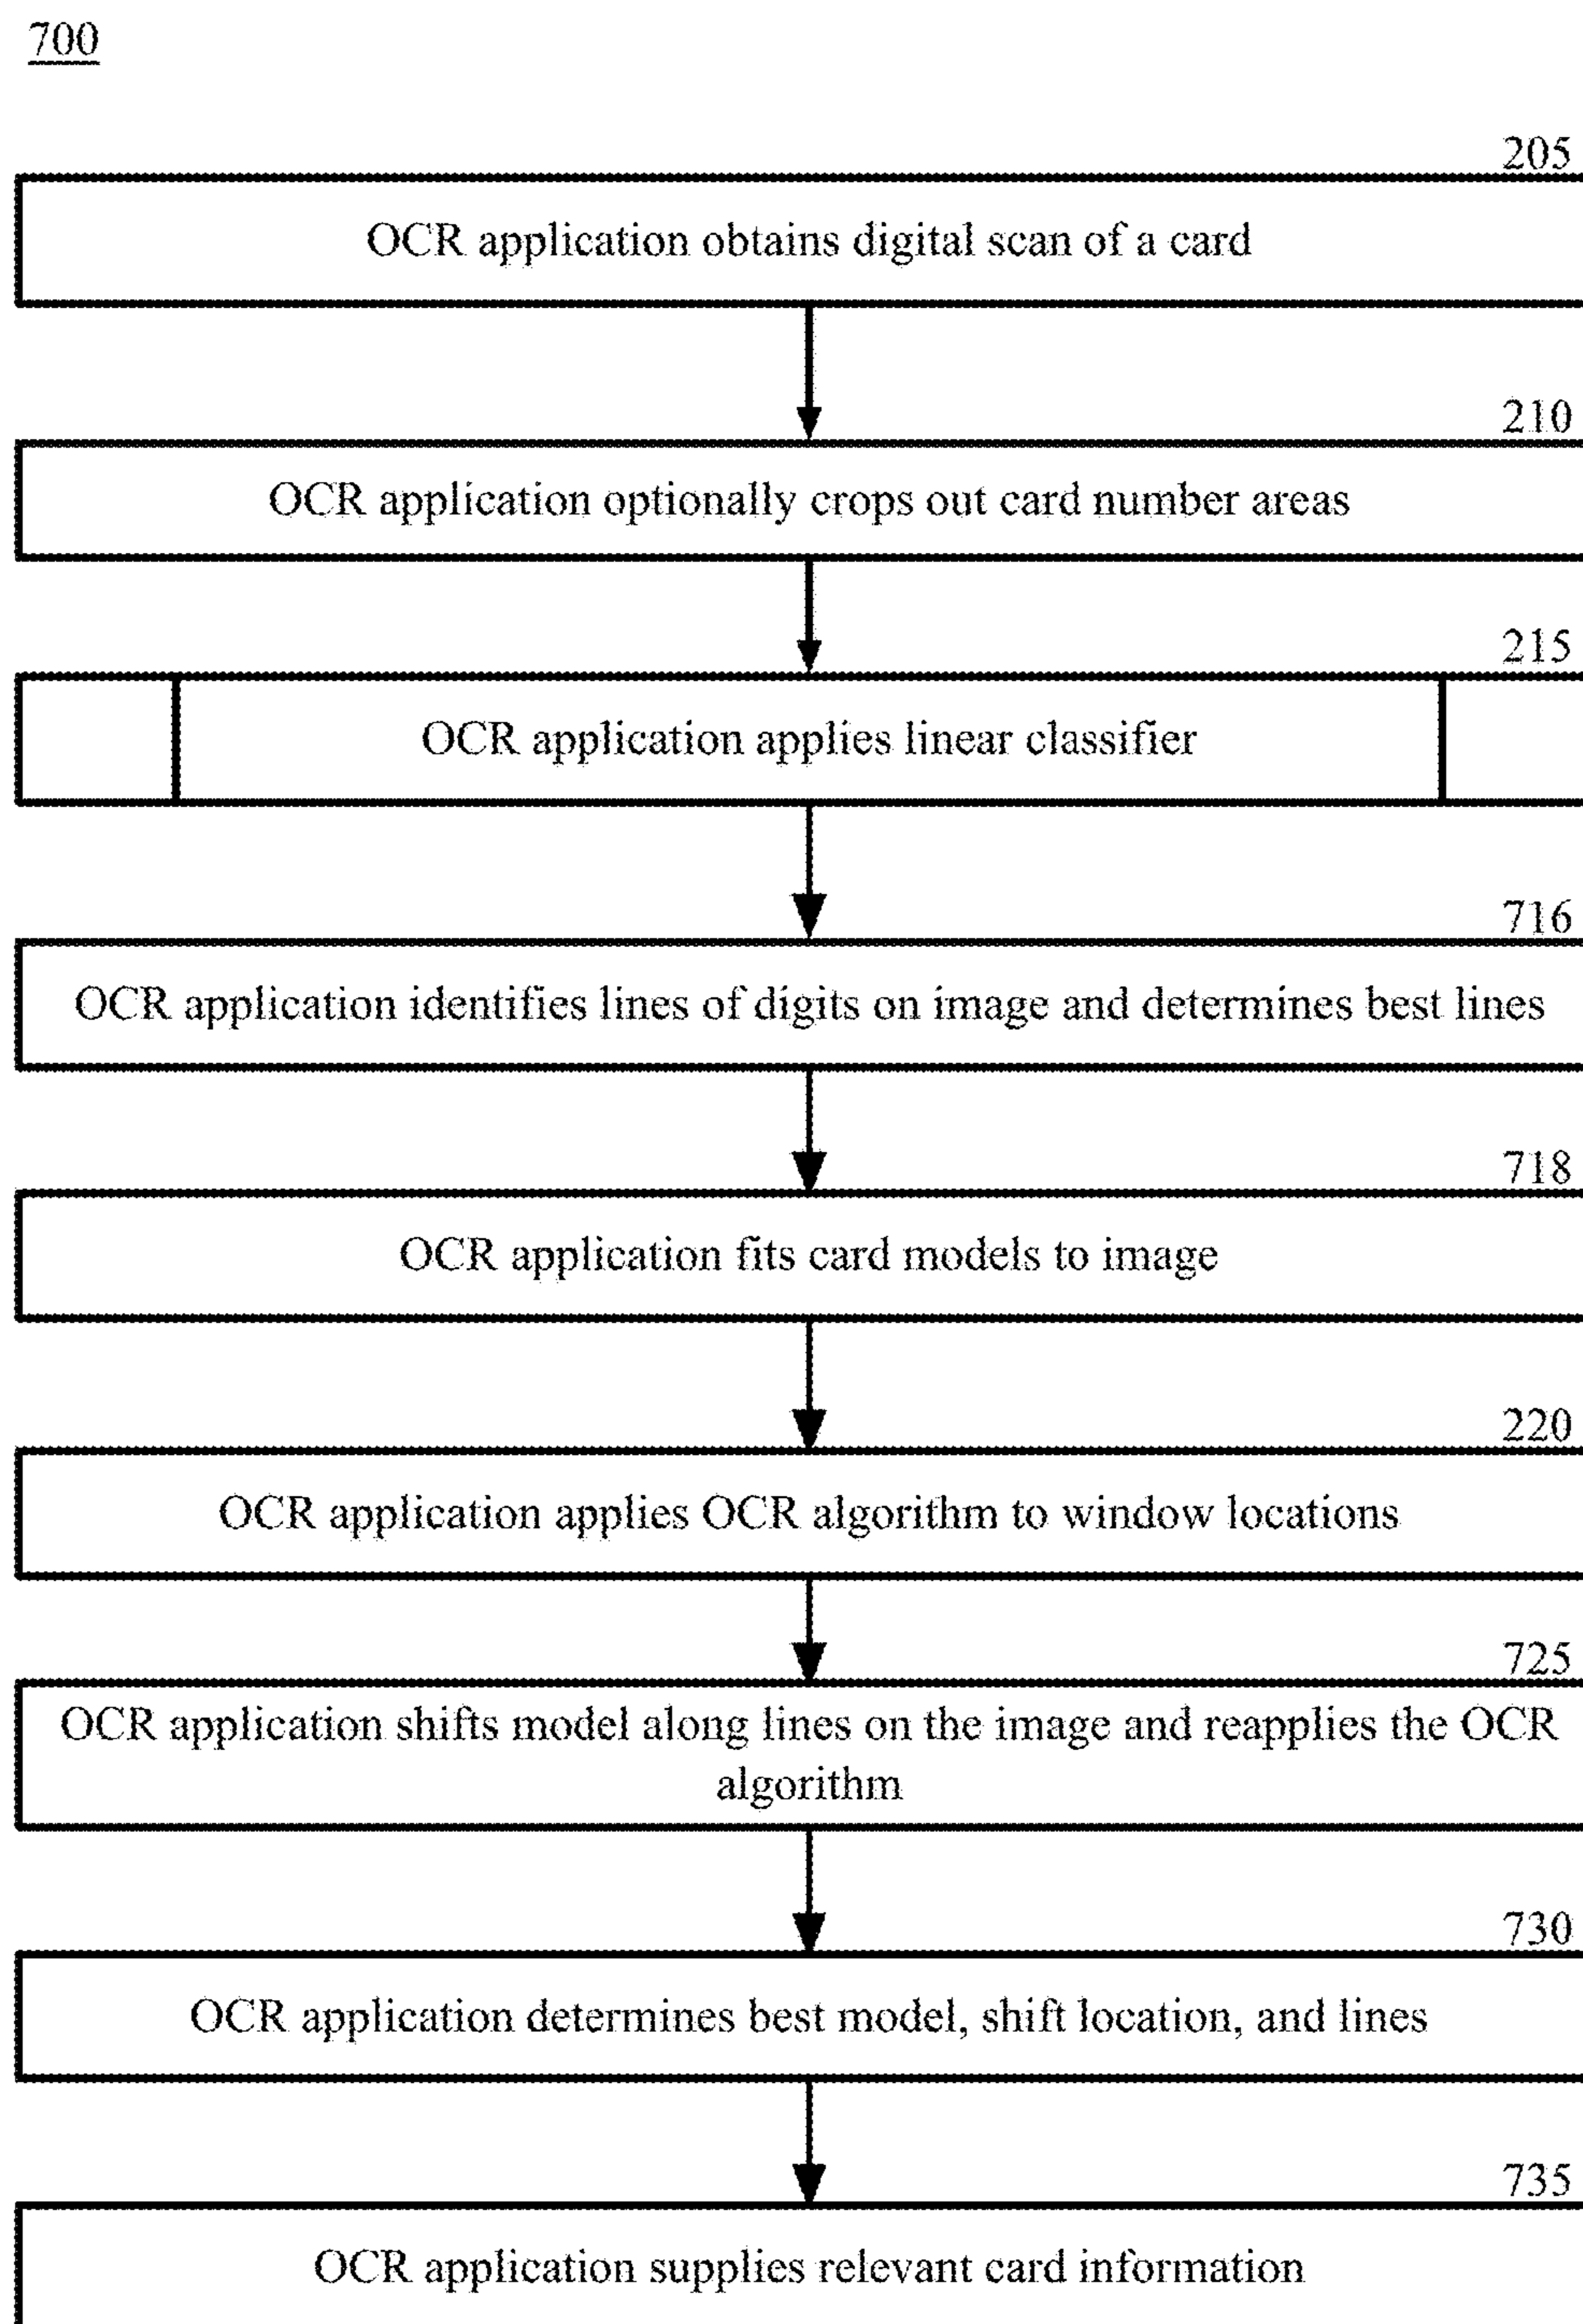 700
205
OCR application obtains digital scan of a card
210
OCR application optionally crops out card number areas
215
OCR application applies linear classifier
716
OCR application identifies lines of digits on image and determines best lines
718
OCR application fits card models to image
220
OCR application applies OCR algorithm to window locations
725
OCR application shifts model along lines on the image and reapplies the OCR
algorithm
730
OCR application determines best model, shift location, and lines
735
OCR application supplies relevant card information